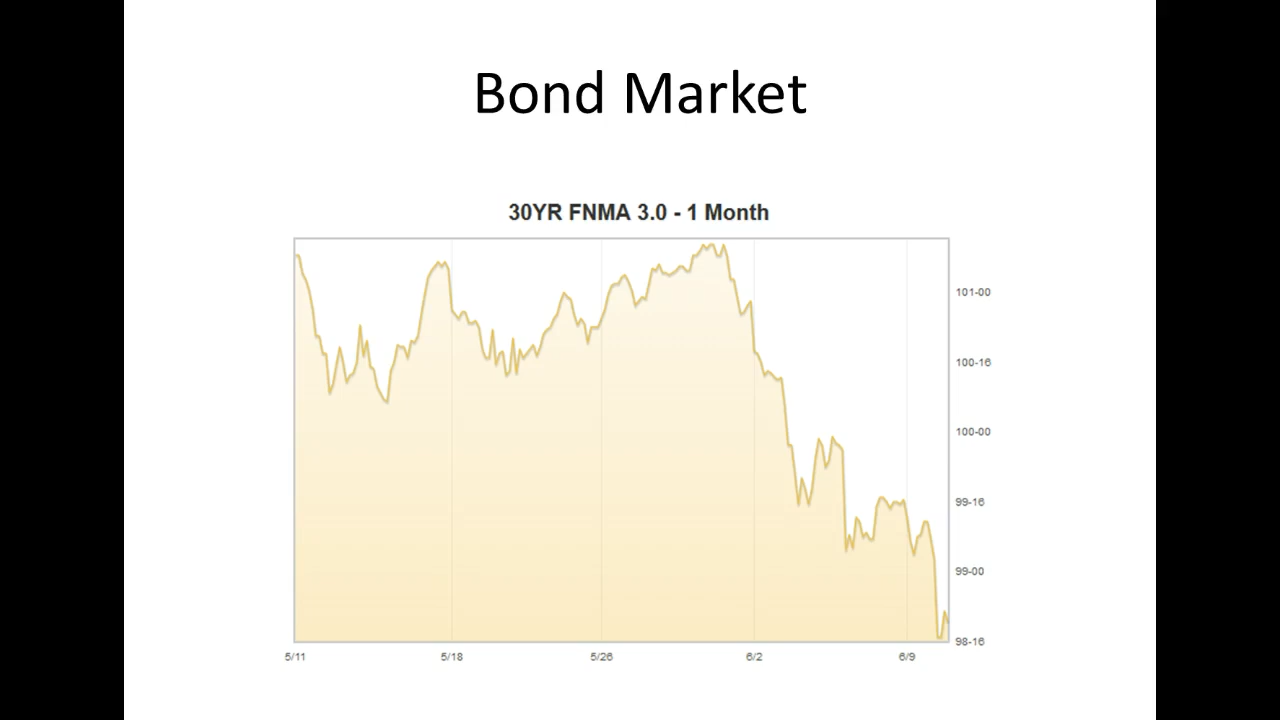 Bond Market
30YR FNMA 3.0 - 1 Month
101-00
100-16
100-00
99-16
99-00
98-16
5/11 5/18 5/26 6/2 6/9